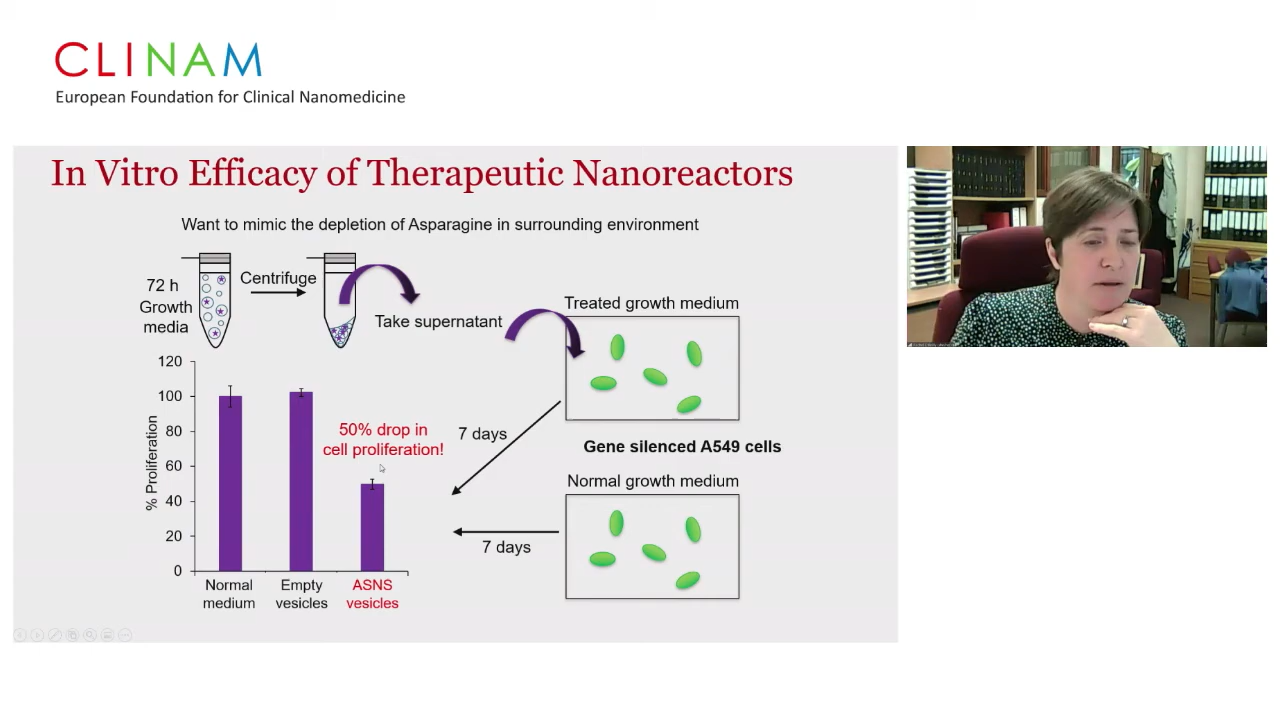 CLINAM
European Foundation for Clinical Nanomedicine
In Vitro Efficacy of Therapeutic Nanoreactors
Want to mimic the depletion of Asparagine in surrounding environment
72 h
Growth
media
Centrifuge
Take supernatant
Treated growth medium
120
100
80
60
40
20
0
% Proliferation
50% drop in
cell proliferation!
7 days
Gene silenced A549 cells
Normal growth medium
7 days
Normal
medium
Empty
vesicles
ASNS
vesicles